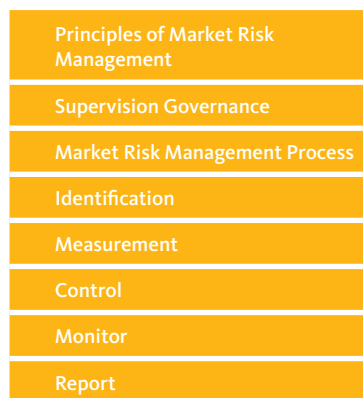 Principles of Market Risk
Management
Supervision Governance
Market Risk Management Process
Identification
Measurement
Control
Monitor
Report